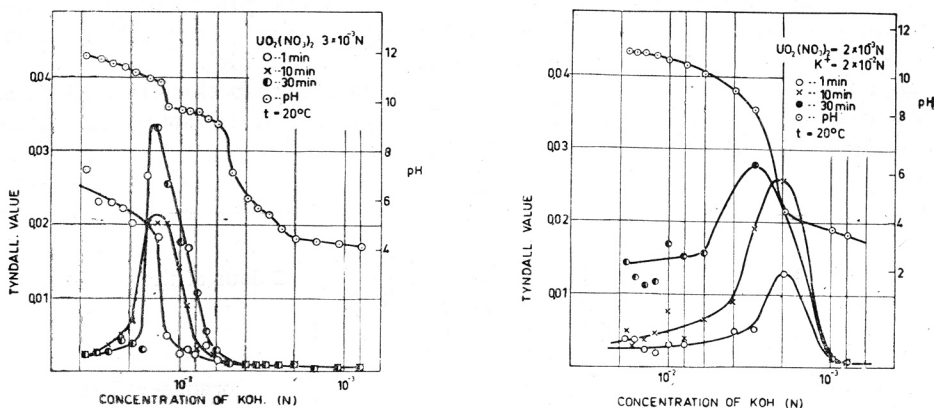 UO₂(NO₃)₂ 3×10⁻³N
○··1 min
×··10 min
◐··30 min
⊙··pH
t = 20°C
0,04
0,03
0,02
0,01
12
10
8
6
4
pH
TYNDALL. VALUE
10⁻³
CONCENTRATION OF KOH. (N)
UO₂(NO₃)₂ = 2×10⁻³N
K⁺ = 2×10⁻²N
○ ·· 1 min
× ·· 10 min
30 min
⊙ ·· pH
t = 20°C
0,04
0,03
0,02
0,01
12
10
8
6
4
2
pH
TYNDALL VALUE
10⁻²
10⁻³
CONCENTRATION OF KOH (N)